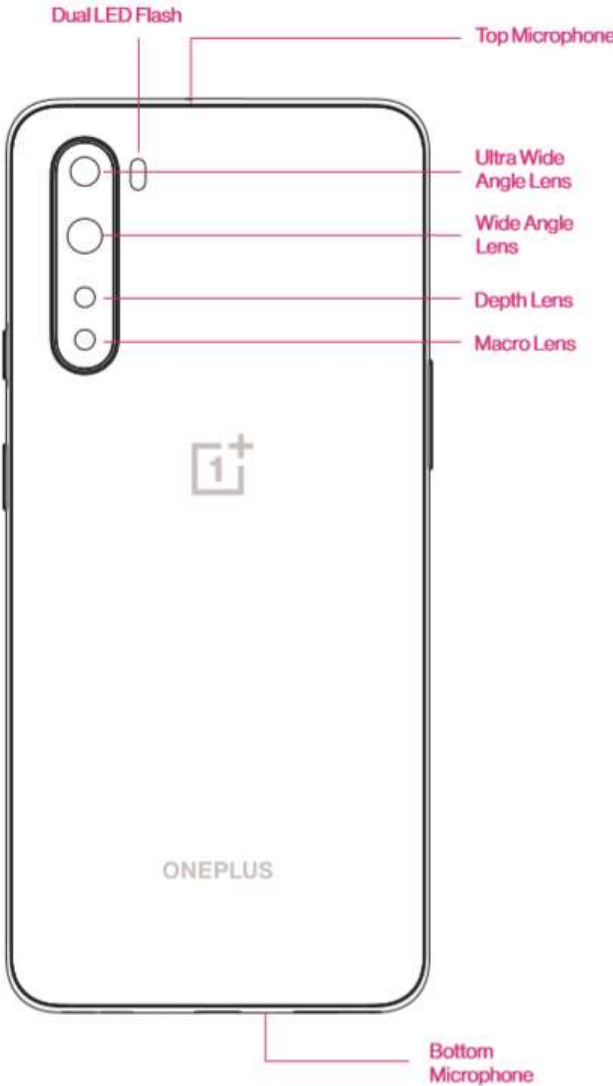 Dual LED Flash
Top Microphone
Ultra Wide
Angle Lens
Wide Angle
Lens
Depth Lens
Macro Lens
1+
ONEPLUS
Bottom
Microphone